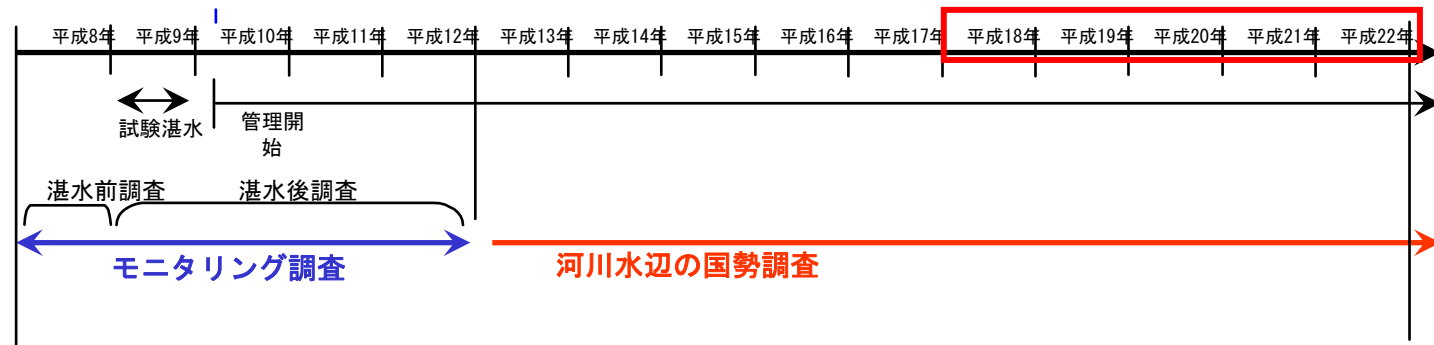 平成8年 平成9年 平成10年 平成11年 平成12年 平成13年 平成14年 平成15年 平成16年 平成17年 平成18年 平成19年 平成20年 平成21年 平成22年
試験湛水
管理開
始
湛水前調査 湛水後調査
モニタリング調査 河川水辺の国勢調査